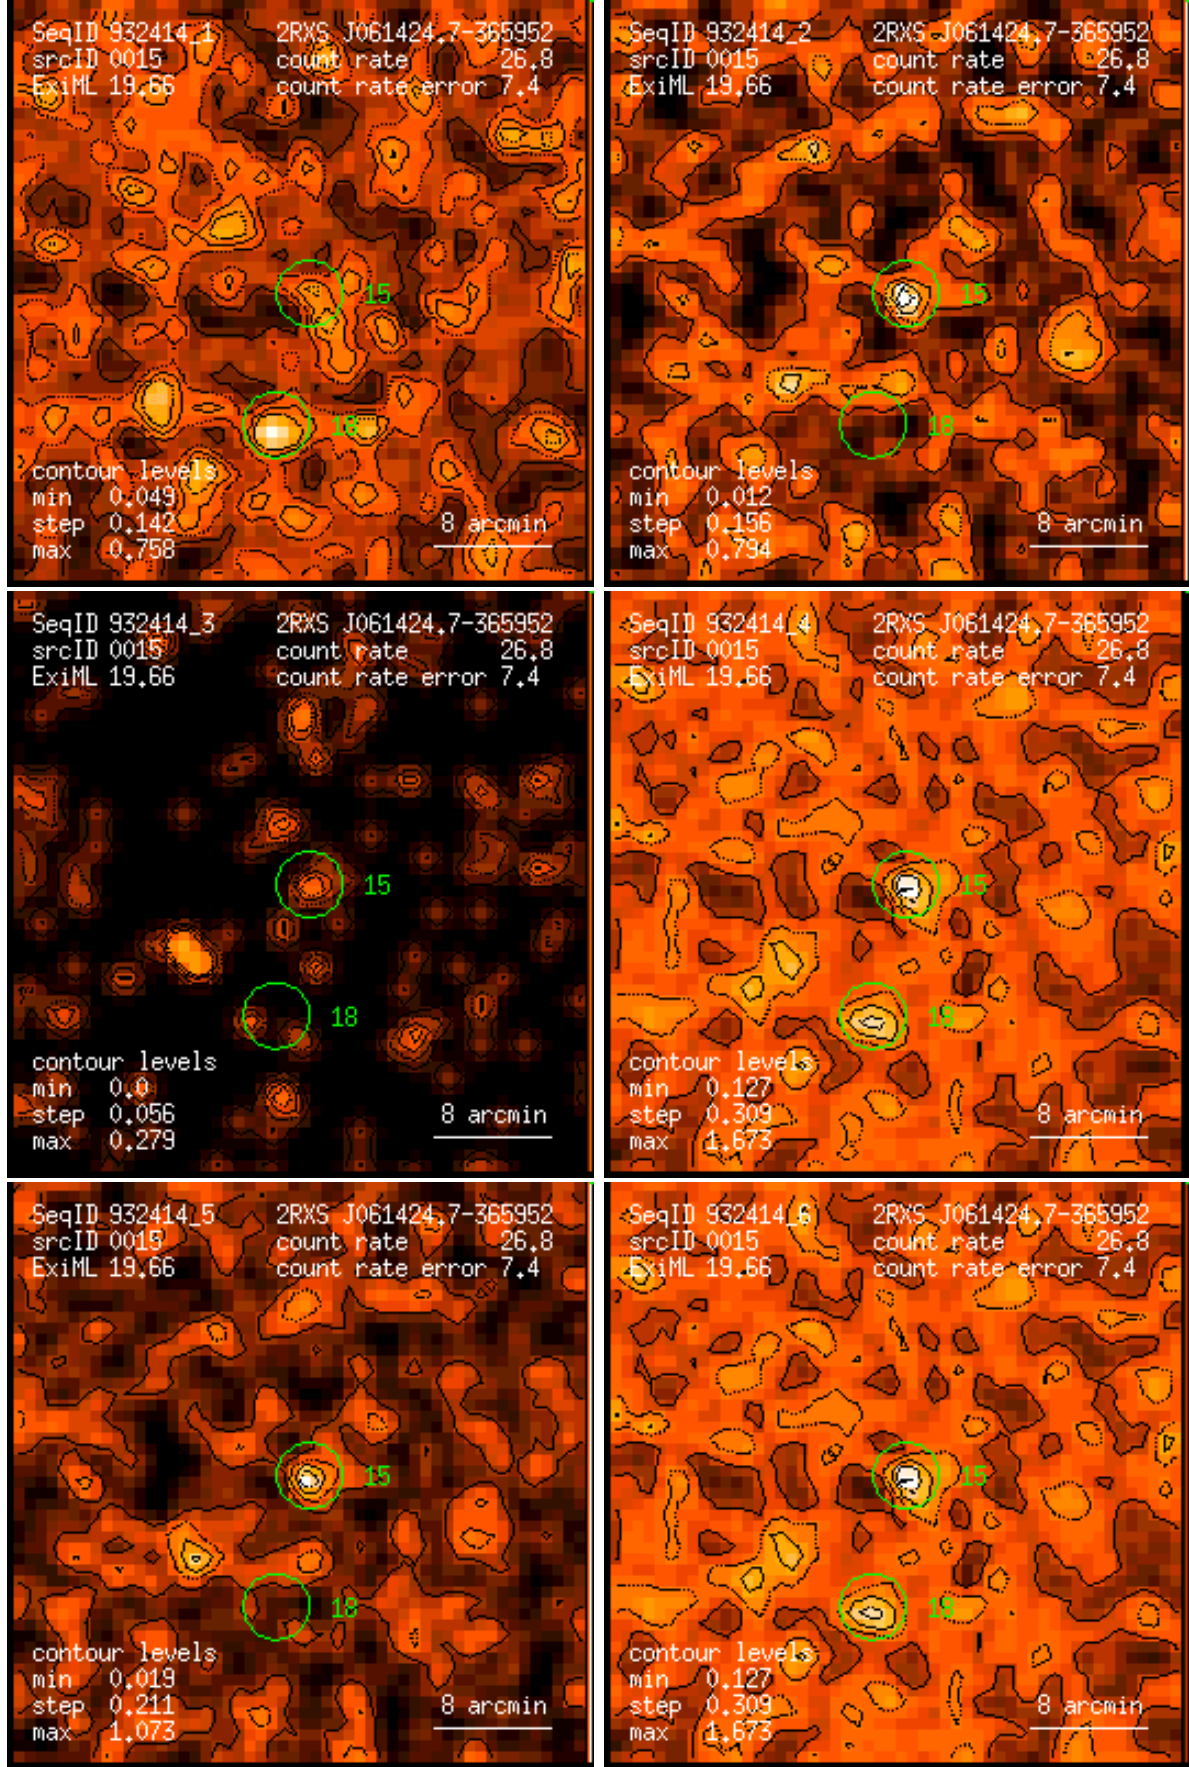 SeqID 932414_1 2RXS J061424.7-365952
srcID 0015 count rate 26.8
ExiML 19.66 count rate error 7.4
15
18
contour levels
min 0.049
step 0.142 8 arcmin
max 0.758
SeqID 932414_2 2RXS J061424.7-365952
srcID 0015 count rate 26.8
ExiML 19.66 count rate error 7.4
15
18
contour levels
min 0.012
step 0.156 8 arcmin
max 0.794
SeqID 932414_3 2RXS J061424.7-365952
srcID 0015 count rate 26.8
ExiML 19.66 count rate error 7.4
15
18
contour levels
min 0.0
step 0.056 8 arcmin
max 0.279
SeqID 932414_4 2RXS J061424.7-365952
srcID 0015 count rate 26.8
ExiML 19.66 count rate error 7.4
15
18
contour levels
min 0.127
step 0.309 8 arcmin
max 1.673
SeqID 932414_5 2RXS J061424.7-365952
srcID 0015 count rate 26.8
ExiML 19.66 count rate error 7.4
15
18
contour levels
min 0.019
step 0.211 8 arcmin
max 1.073
SeqID 932414_6 2RXS J061424.7-365952
srcID 0015 count rate 26.8
ExiML 19.66 count rate error 7.4
15
18
contour levels
min 0.127
step 0.309 8 arcmin
max 1.673